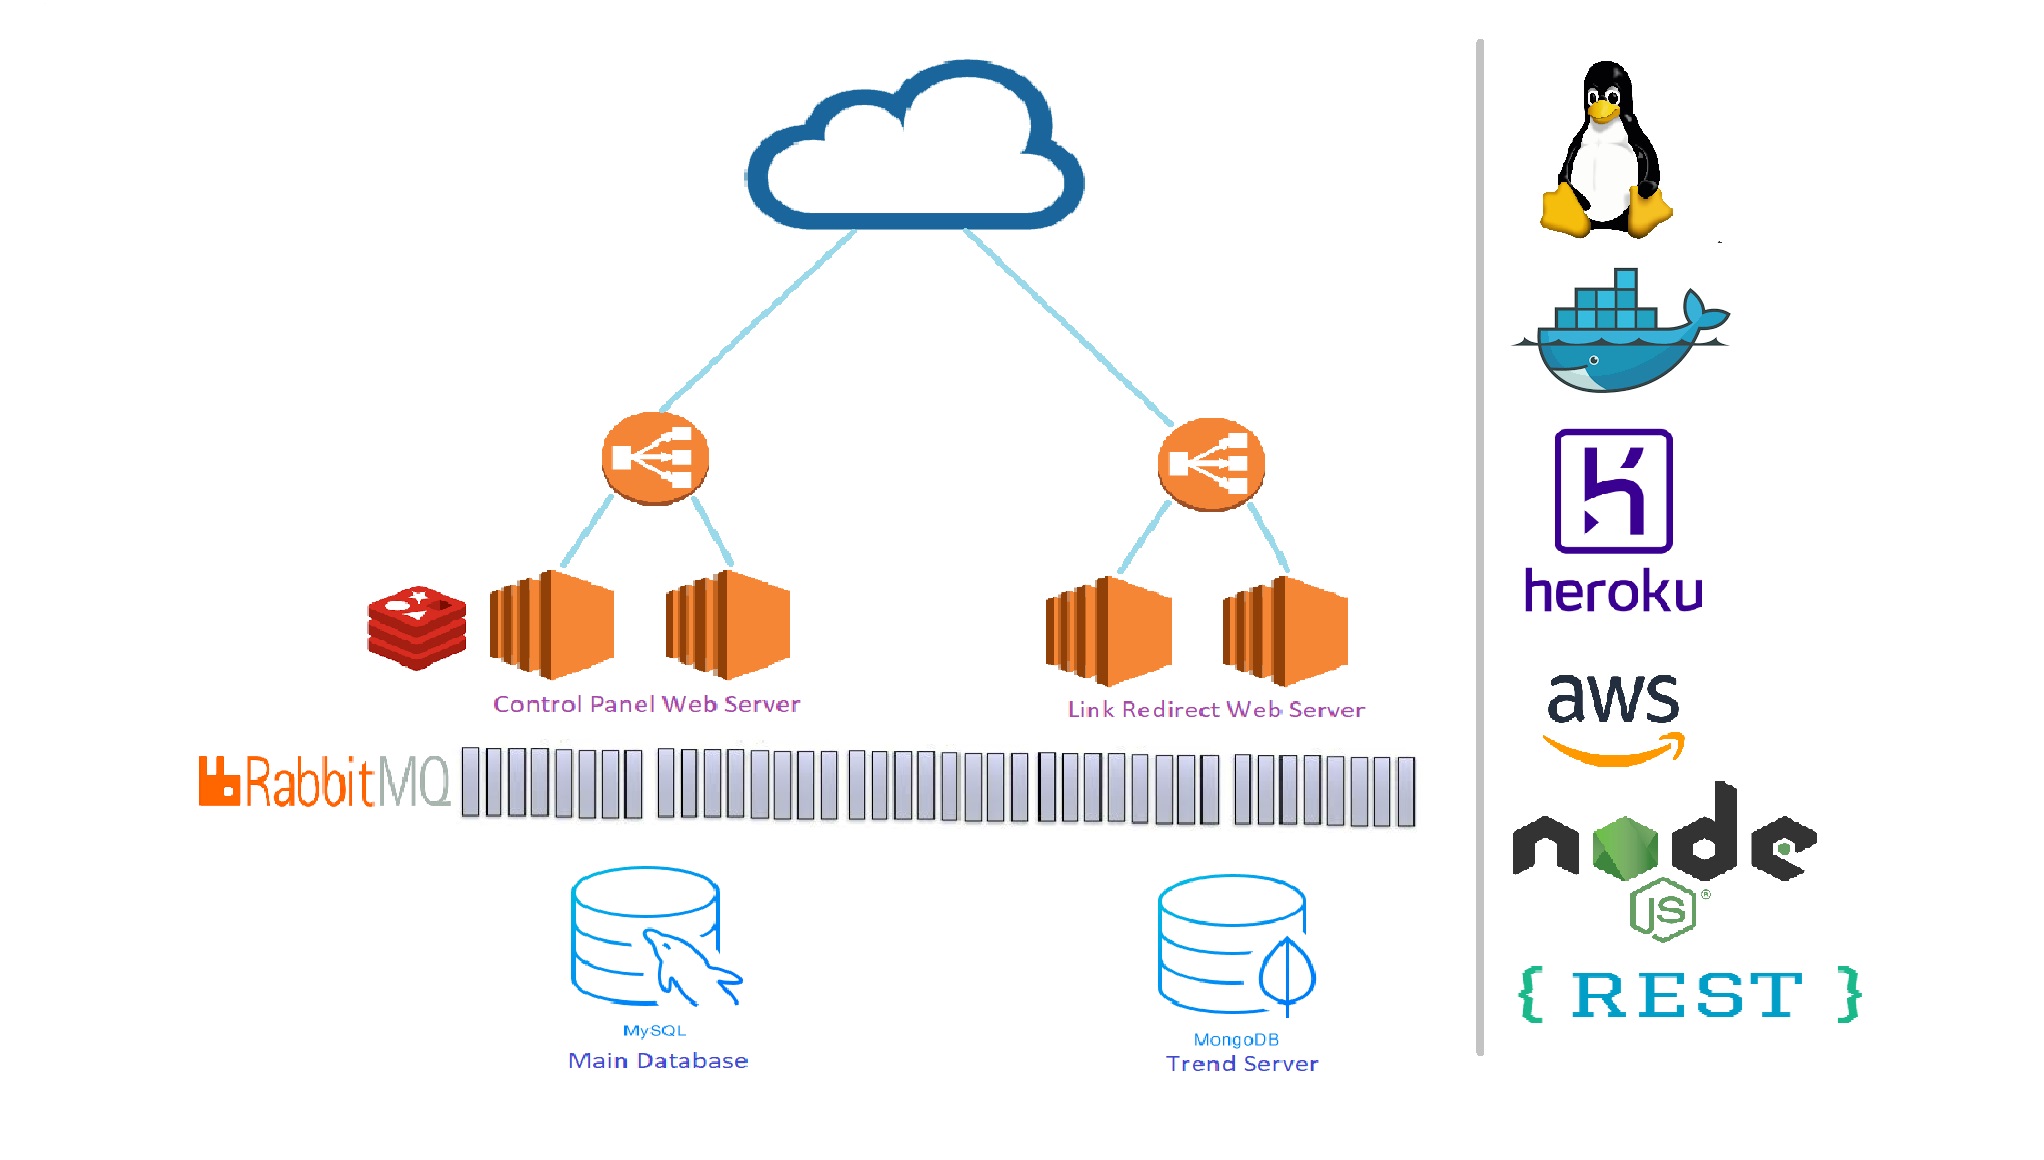 Control Panel Web Server
Link Redirect Web Server
RabbitMQ
MySQL
Main Database
MongoDB
Trend Server
heroku
aws
node
JS®
{ REST }